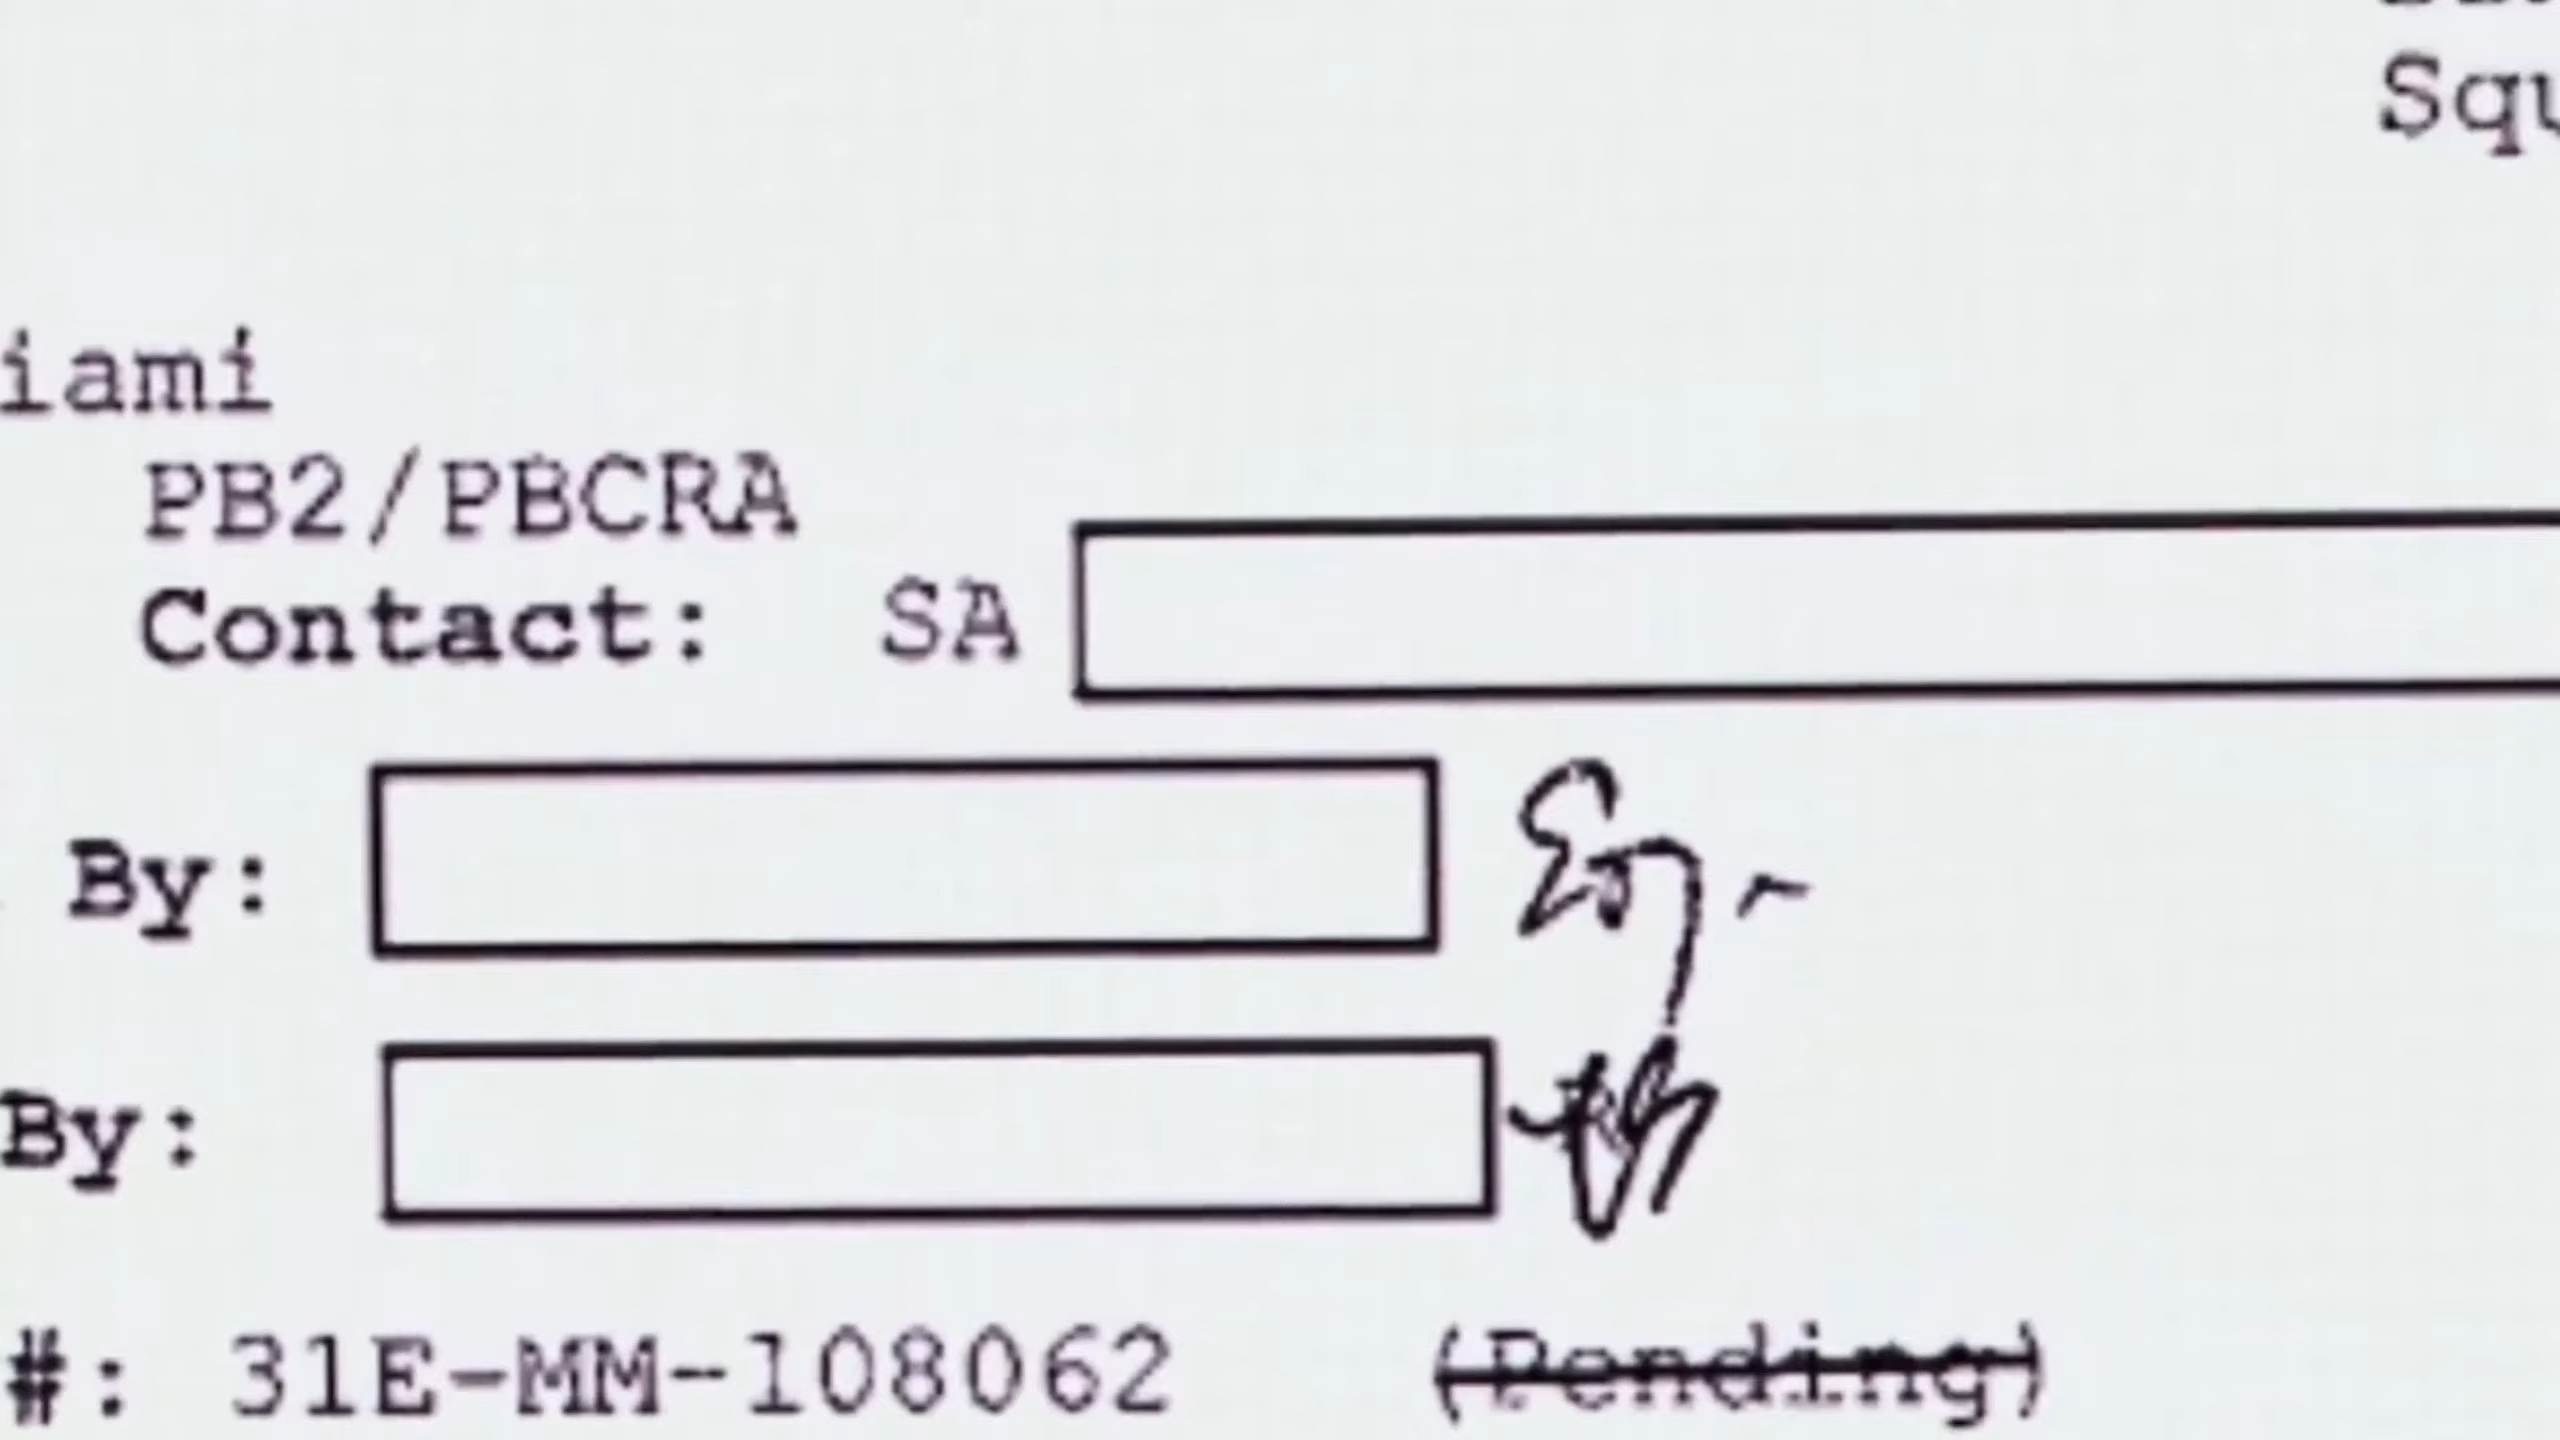 Squ
iami
PB2/PBCRA
Contact: SA
By:
By:
#: 31E-MM-108062 (Pending)